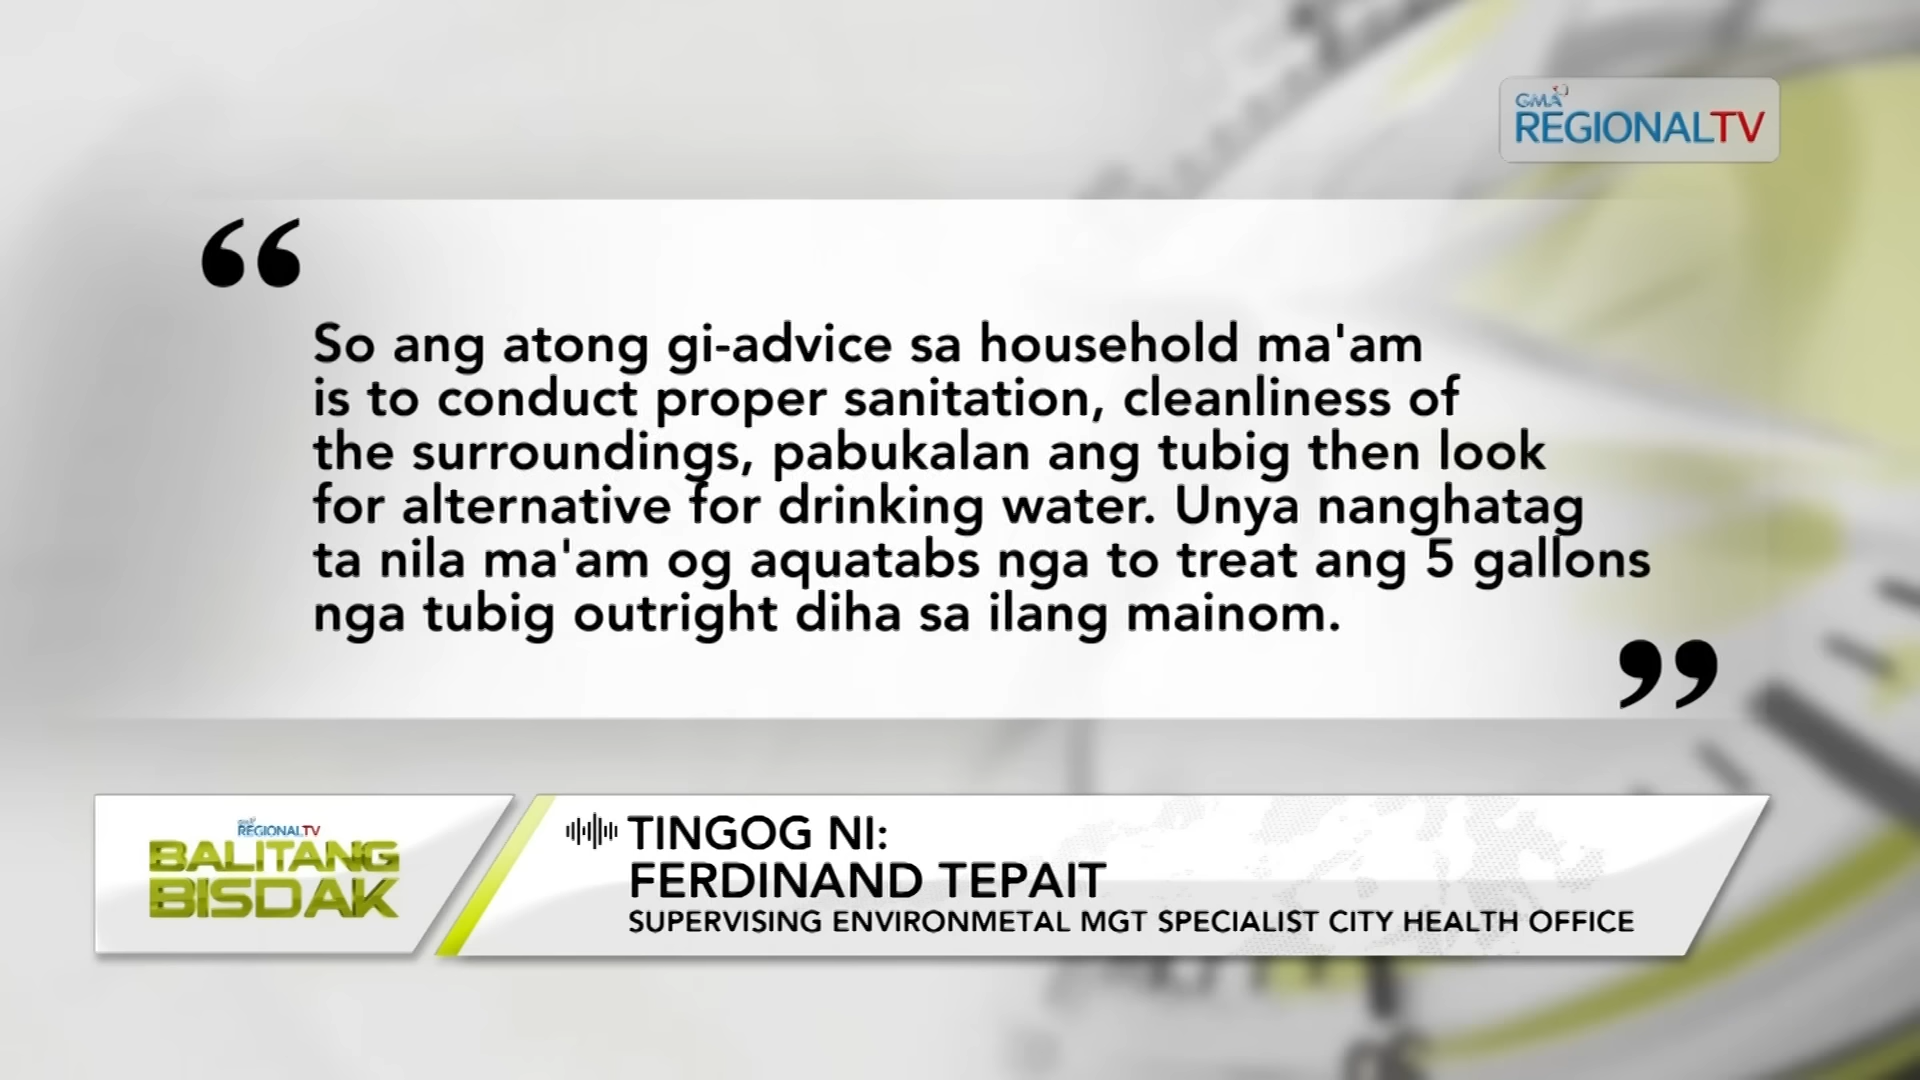 GMA
REGIONALTV
“
So ang atong gi-advice sa household ma'am
is to conduct proper sanitation, cleanliness of
the surroundings, pabukalan ang tubig then look
for alternative for drinking water. Unya nanghatag
ta nila ma'am og aquatabs nga to treat ang 5 gallons
nga tubig outright diha sa ilang mainom.
”
GMA
REGIONALTV
BALITANG
BISDAK
TINGOG NI:
FERDINAND TEPAIT
SUPERVISING ENVIRONMETAL MGT SPECIALIST CITY HEALTH OFFICE